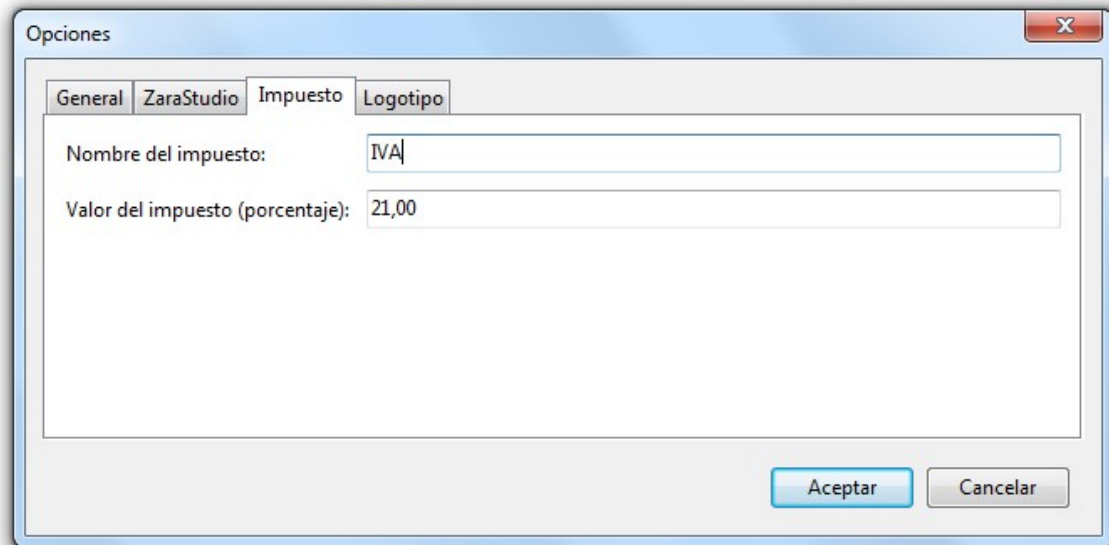 Opciones
General ZaraStudio Impuesto Logotipo
Nombre del impuesto: IVA
Valor del impuesto (porcentaje): 21,00
Aceptar Cancelar